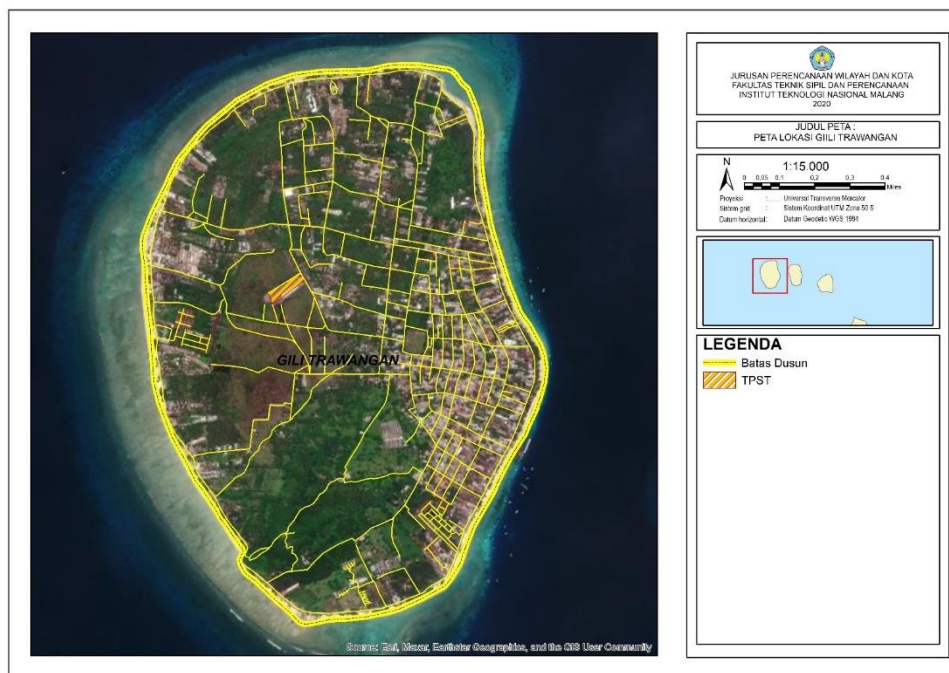 GILI TRAWANGAN
Source: Esri, Maxar, Earthstar Geographics, and the GIS User Community
JURUSAN PERENCANAAN WILAYAH DAN KOTA
FAKULTAS TEKNIK SIPIL DAN PERENCANAAN
INSTITUT TEKNOLOGI NASIONAL MALANG
2020
JUDUL PETA :
PETA LOKASI GIILI TRAWANGAN
N
1:15.000
0 0,05 0,1 0,2 0,3 0,4
Miles
Proyeksi : Universal Transverse Mercator
Sistem grid : Sistem Koordinat UTM Zona 50 S
Datum horizontal : Datum Geodetic WGS 1984
LEGENDA
Batas Dusun
TPST